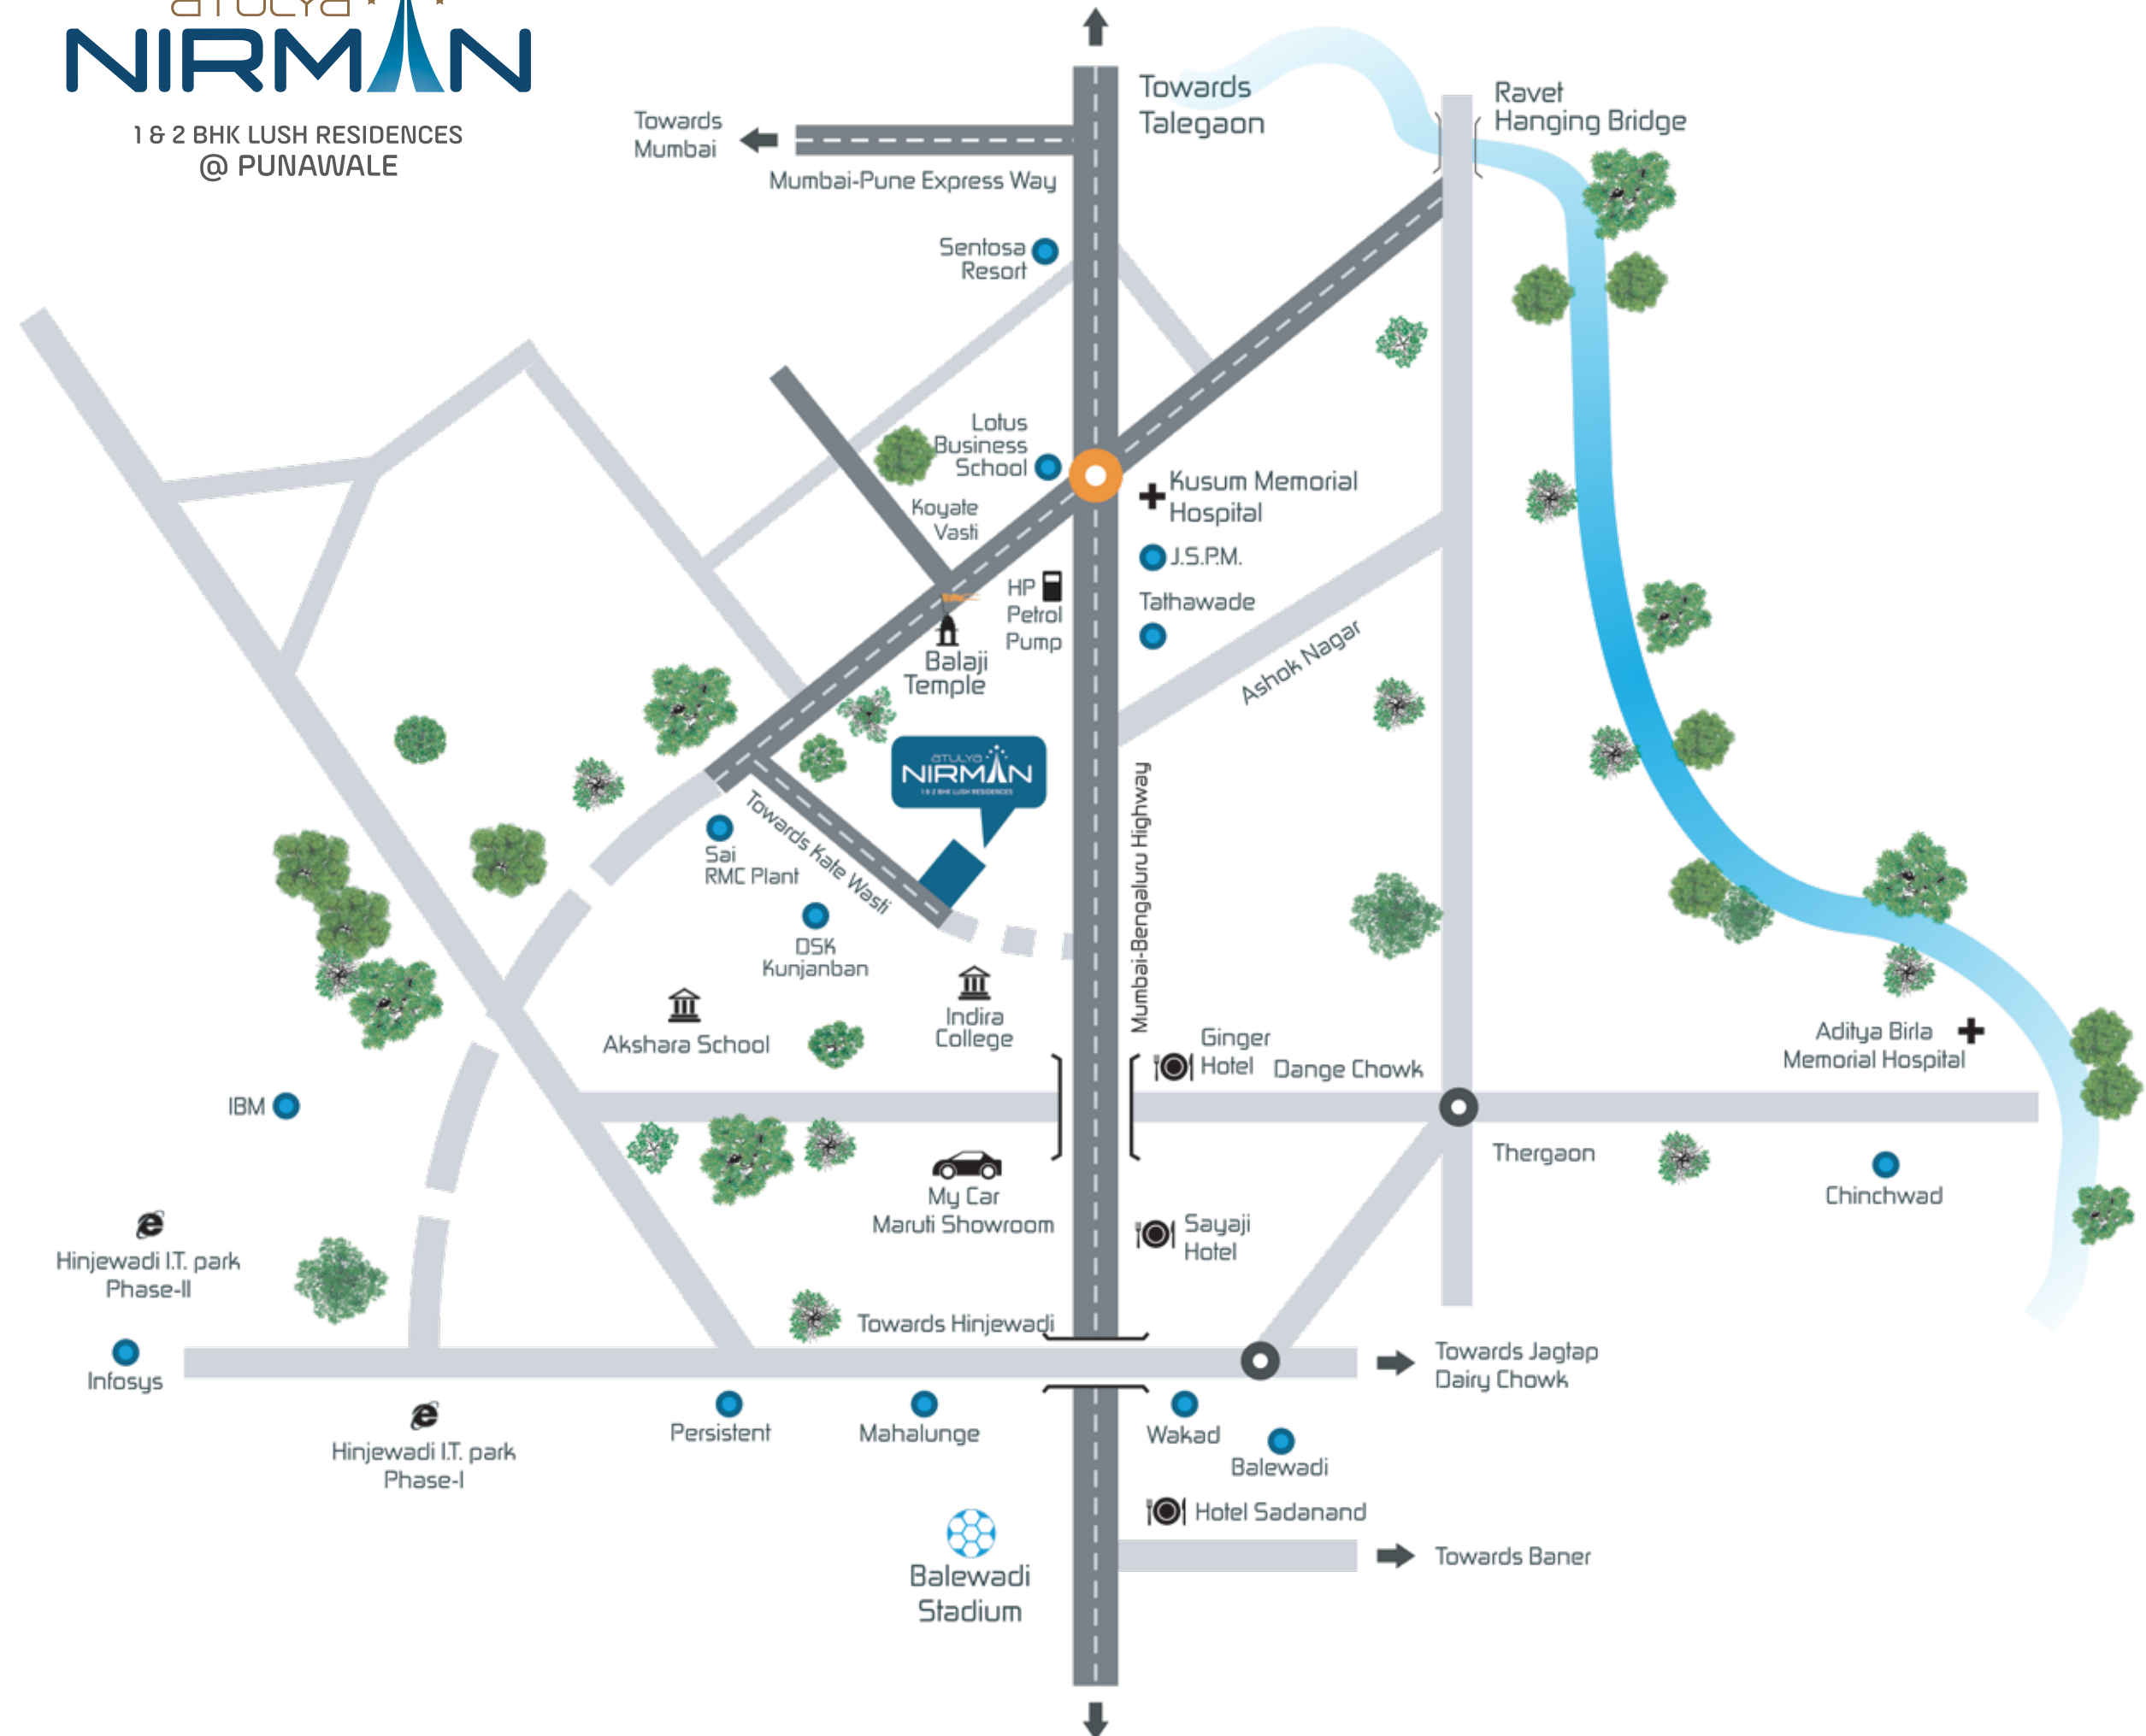 atulya
NIRMAN
1 & 2 BHK LUSH RESIDENCES
@ PUNAWALE
Towards
Talegaon
Ravet
Hanging Bridge
Towards
Mumbai
Mumbai-Pune Express Way
Sentosa
Resort
Lotus
Business
School
Koyate
Vasti
Kusum Memorial
Hospital
J.S.P.M.
HP
Petrol
Pump
Tathawade
Balaji
Temple
Ashok Nagar
atulya
NIRMAN
1 & 2 BHK LUSH RESIDENCES
Mumbai-Bengaluru Highway
Towards Kate Wasti
Sai
RMC Plant
DSK
Kunjanban
Akshara School
Indira
College
Ginger
Hotel
Dange Chowk
Aditya Birla
Memorial Hospital
IBM
Thergaon
Chinchwad
My Car
Maruti Showroom
Sayaji
Hotel
Hinjewadi I.T. park
Phase-II
Towards Hinjewadi
Infosys
Towards Jagtap
Dairy Chowk
Hinjewadi I.T. park
Phase-I
Persistent
Mahalunge
Wakad
Balewadi
Hotel Sadanand
Balewadi
Stadium
Towards Baner